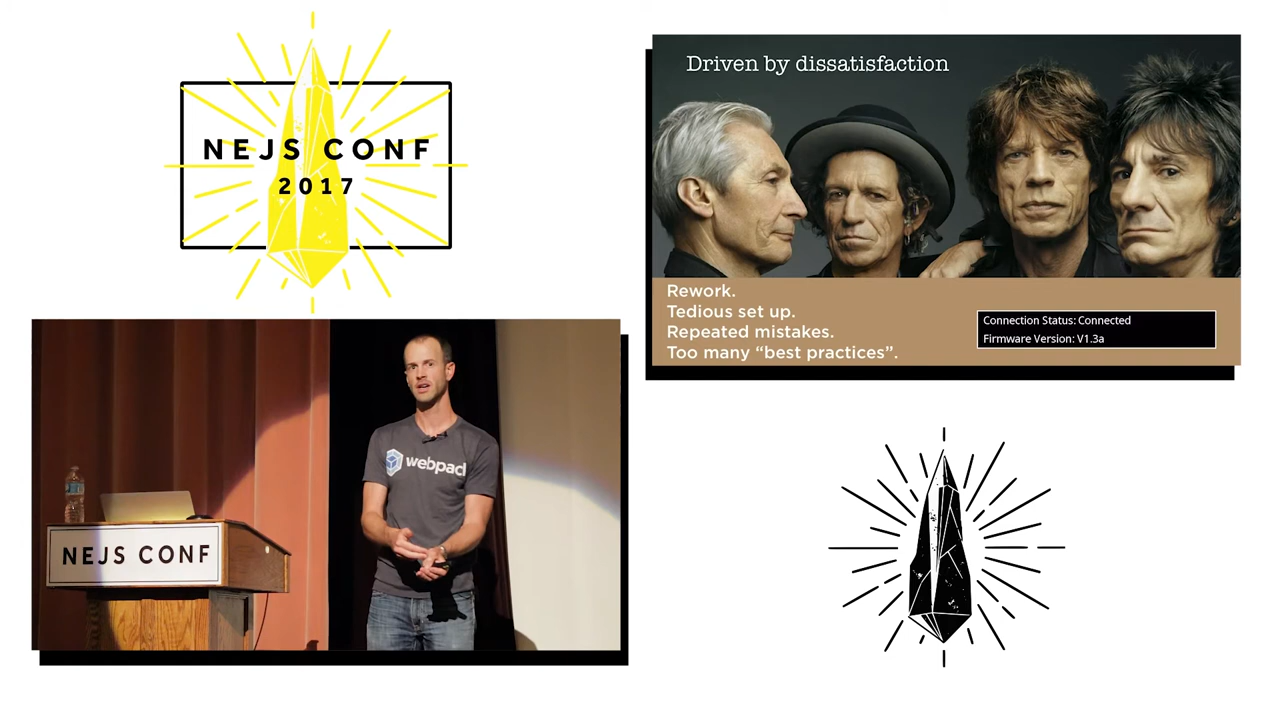 NEJS CONF
2017
Driven by dissatisfaction
Rework.
Tedious set up.
Repeated mistakes.
Too many “best practices”.
Connection Status: Connected
Firmware Version: V1.3a
webpack
NEJS CONF